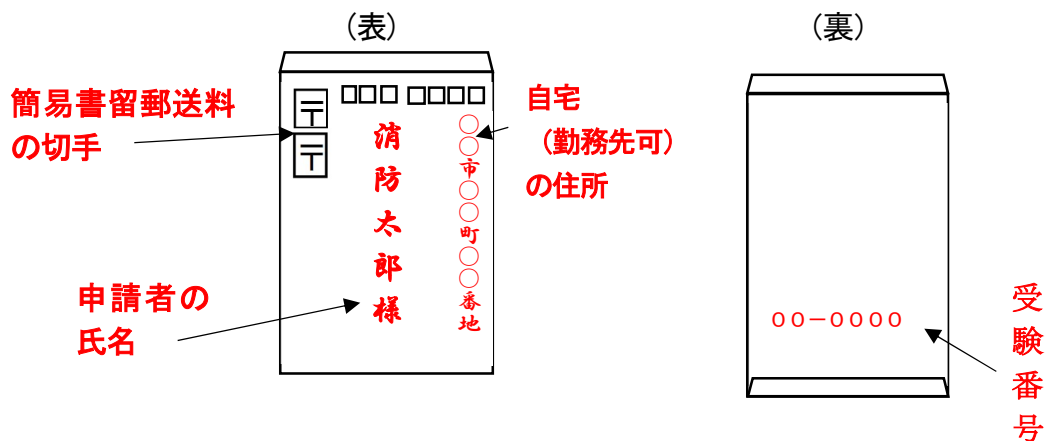 （表）
（裏）
簡易書留郵送料
の切手
〒
〒
□□□ □□□□
消防太郎様
○○市○○町○○番地
自宅
（勤務先可）
の住所
申請者の
氏名
○○－○○○○
受験番号